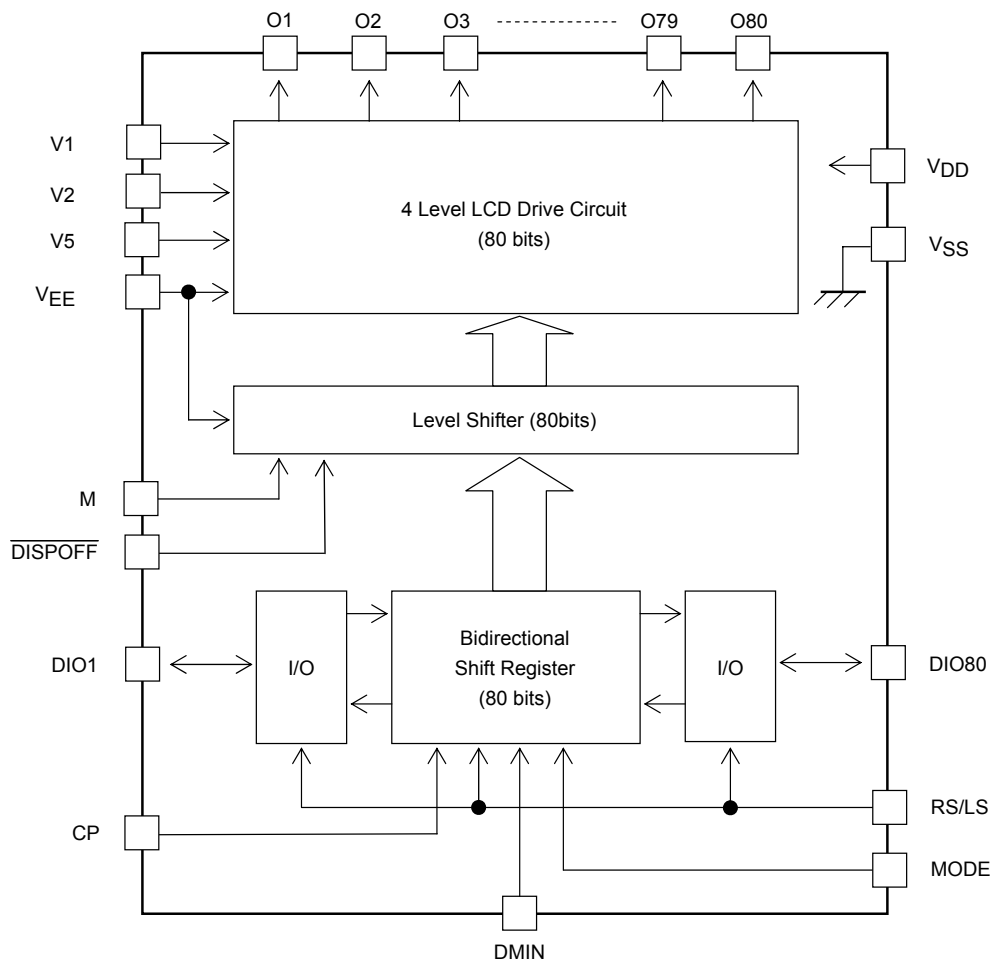 O1 O2 O3 O79 O80
V1
V2
V5
VEE
VDD
VSS
4 Level LCD Drive Circuit
(80 bits)
Level Shifter (80bits)
M
DISPOFF
DIO1
I/O
Bidirectional
Shift Register
(80 bits)
I/O
DIO80
CP
RS/LS
MODE
DMIN